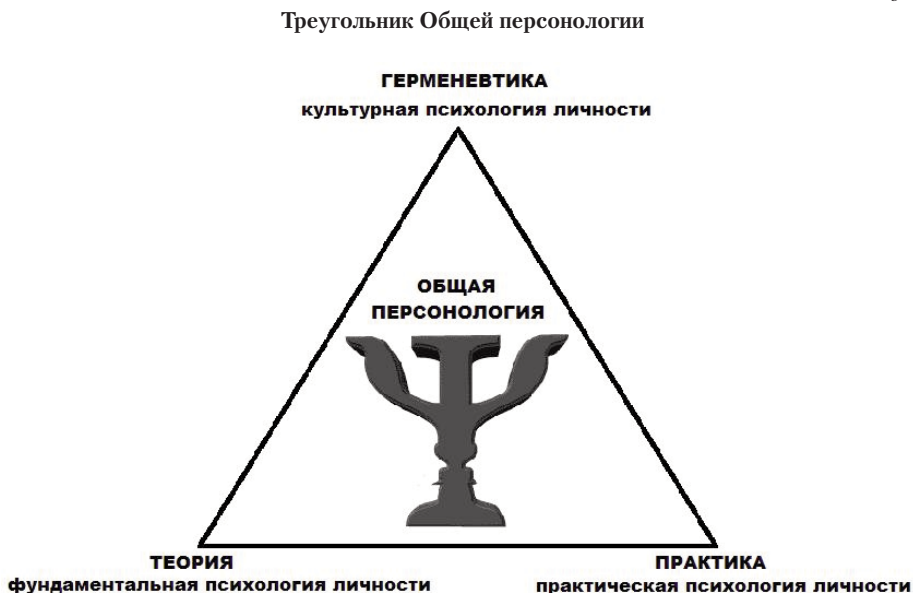 Треугольник Общей персонологии
ГЕРМЕНЕВТИКА
культурная психология личности
ОБЩАЯ
ПЕРСОНОЛОГИЯ
ТЕОРИЯ
фундаментальная психология личности
ПРАКТИКА
практическая психология личности